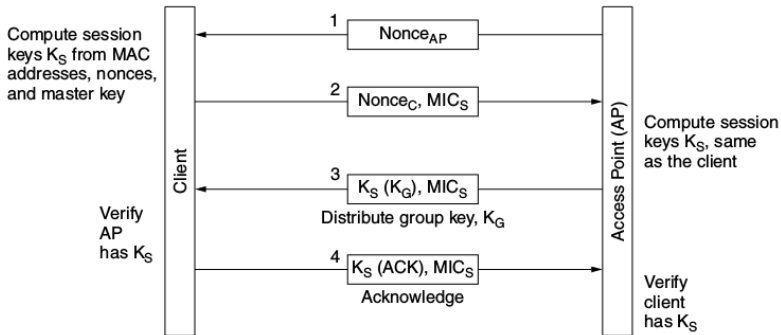 1
Nonce_AP
Compute session
keys K_S from MAC
addresses, nonces,
and master key
2
Nonce_C, MIC_S
Client
Access Point (AP)
Compute session
keys K_S, same
as the client
3
K_S (K_G), MIC_S
Distribute group key, K_G
Verify
AP
has K_S
4
K_S (ACK), MIC_S
Acknowledge
Verify
client
has K_S